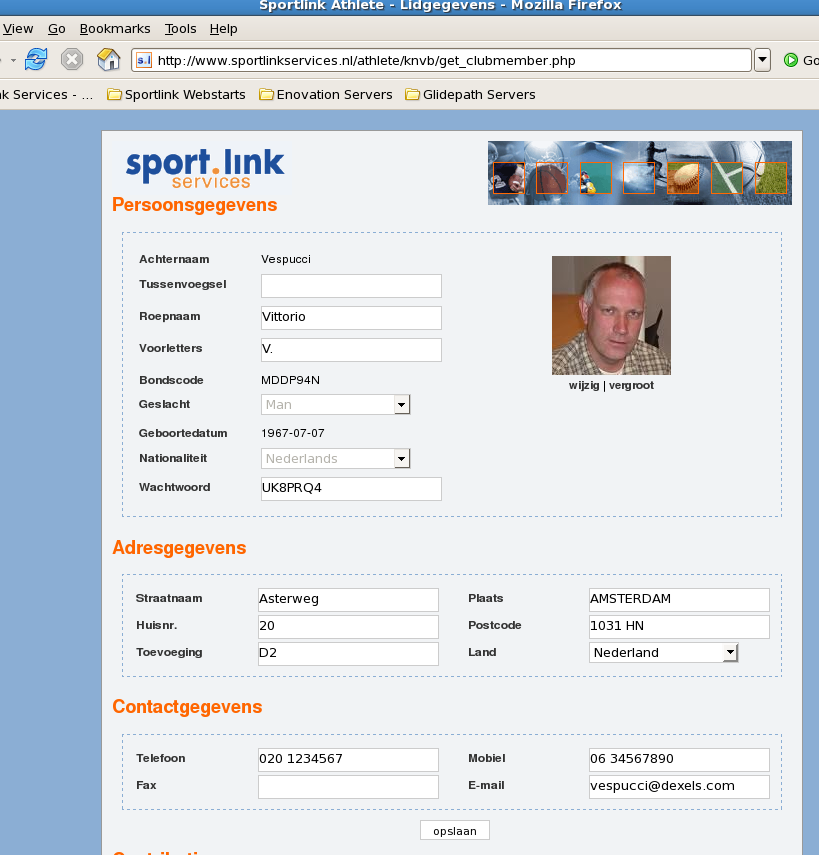 Sportlink Athlete - Lidgegevens - Mozilla Firefox
View Go Bookmarks Tools Help
s.l http://www.sportlinkservices.nl/athlete/knvb/get_clubmember.php Go
k Services - ... Sportlink Webstarts Enovation Servers Glidepath Servers
sport.link
services
Persoonsgegevens
Achternaam Vespucci
Tussenvoegsel
Roepnaam Vittorio
Voorletters V.
Bondscode MDDP94N
Geslacht Man
Geboortedatum 1967-07-07
Nationaliteit Nederlands
Wachtwoord UK8PRQ4
wijzig | vergroot
Adresgegevens
Straatnaam Asterweg Plaats AMSTERDAM
Huisnr. 20 Postcode 1031 HN
Toevoeging D2 Land Nederland
Contactgegevens
Telefoon 020 1234567 Mobiel 06 34567890
Fax E-mail vespucci@dexels.com
opslaan